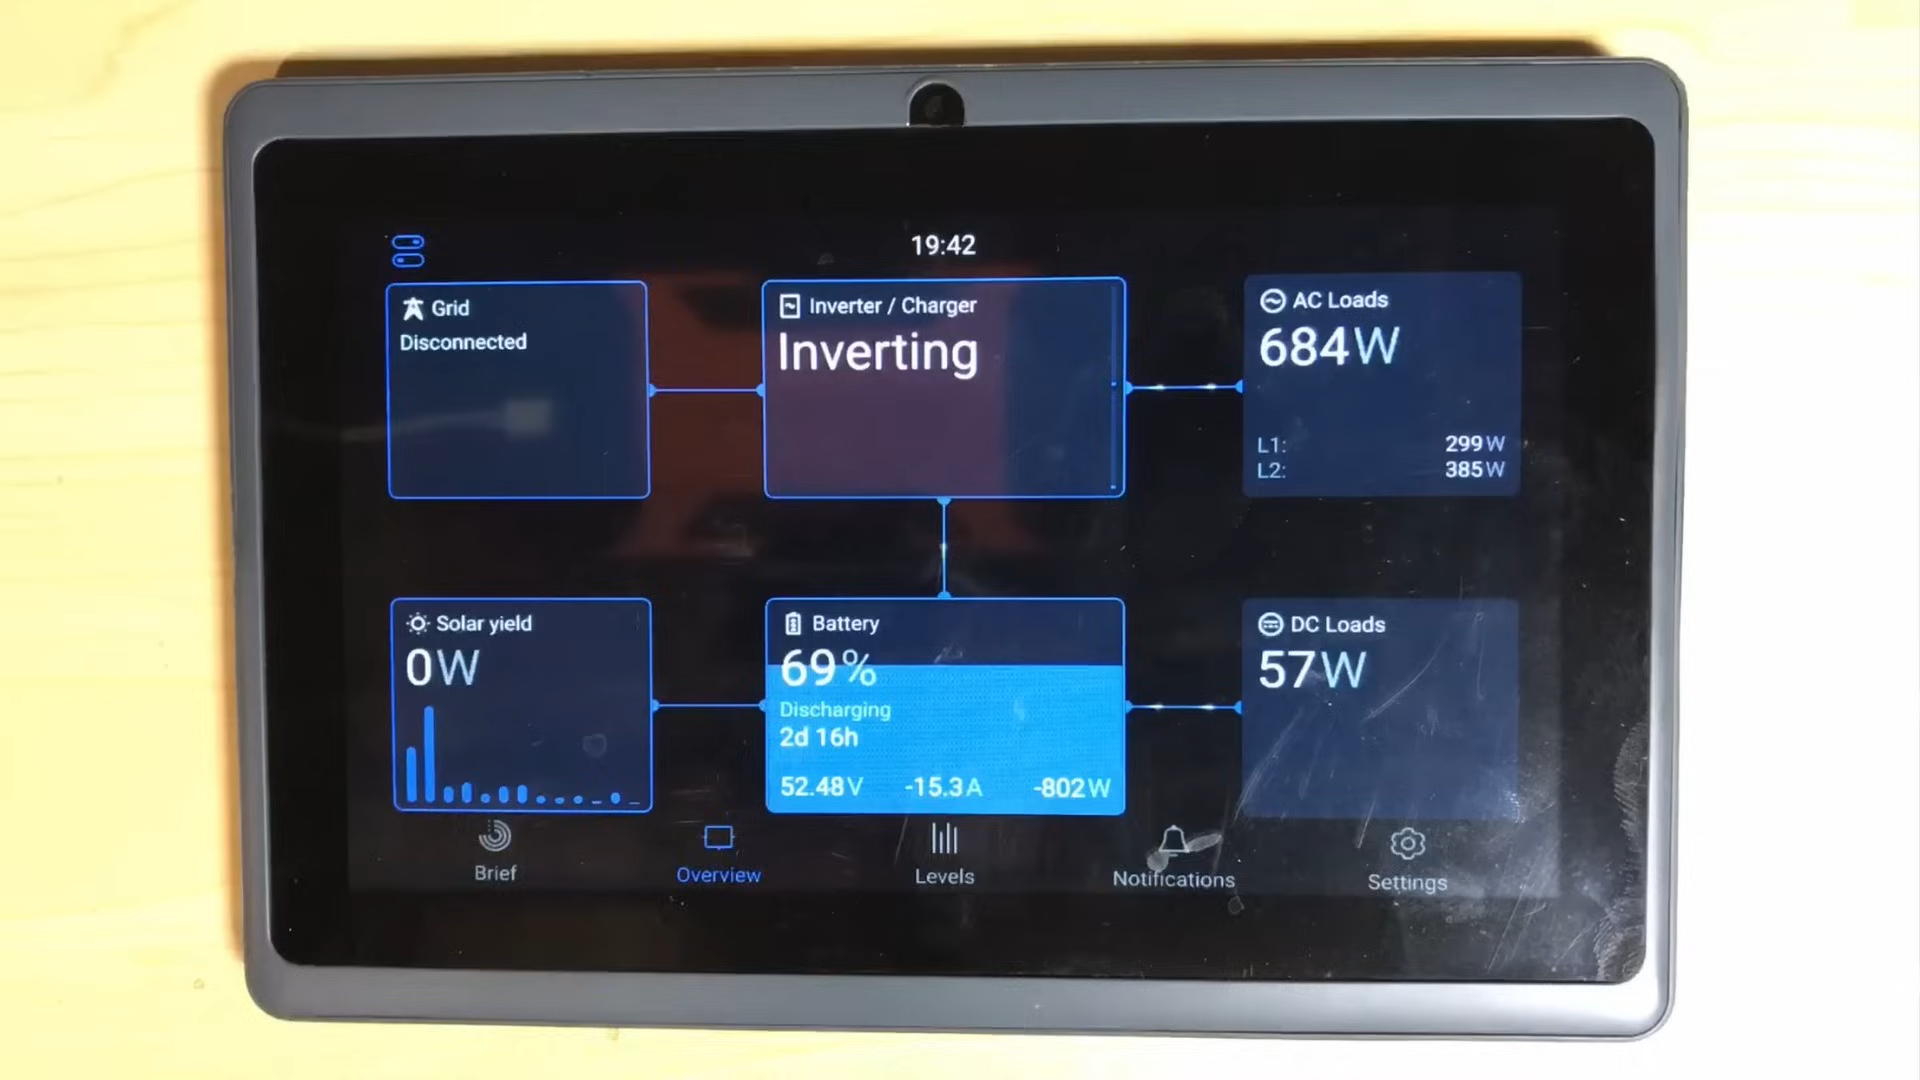 19:42
Grid
Disconnected
Inverter / Charger
Inverting
AC Loads
684W
L1: 299W
L2: 385W
Solar yield
0W
Battery
69%
Discharging
2d 16h
52.48V -15.3A -802W
DC Loads
57W
Brief
Overview
Levels
Notifications
Settings